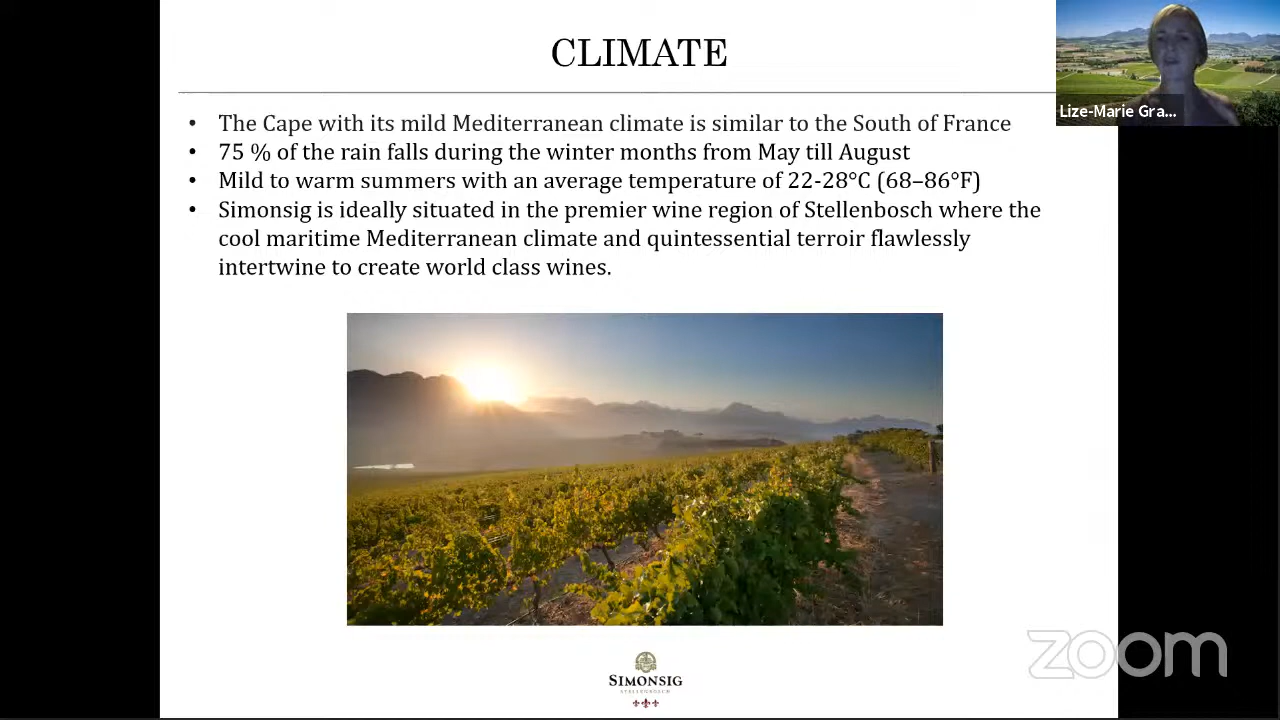 CLIMATE
Lize-Marie Gra...
• The Cape with its mild Mediterranean climate is similar to the South of France
• 75 % of the rain falls during the winter months from May till August
• Mild to warm summers with an average temperature of 22-28°C (68–86°F)
• Simonsig is ideally situated in the premier wine region of Stellenbosch where the
cool maritime Mediterranean climate and quintessential terroir flawlessly
intertwine to create world class wines.
zoom
SIMONSIG
STELLENBOSCH